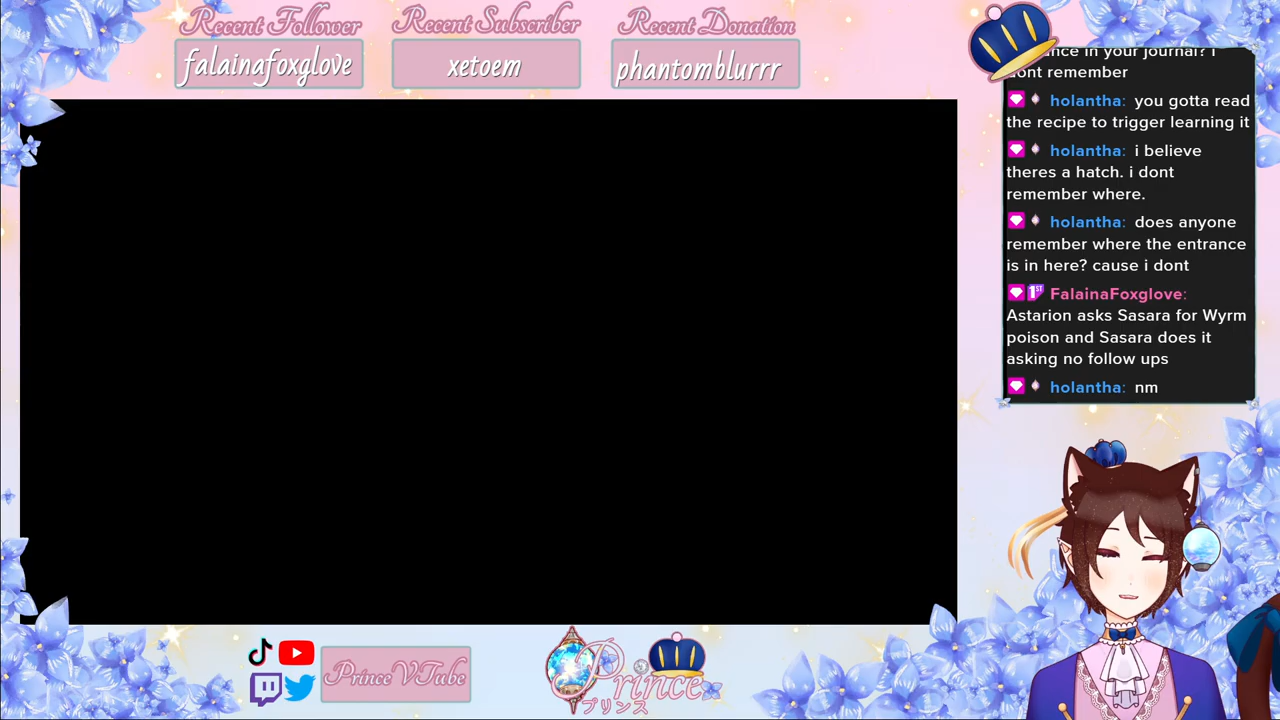 Recent Follower
falainafoxglove
Recent Subscriber
xetoem
Recent Donation
phantomblurrr
in your journal? i
dont remember
holantha: you gotta read
the recipe to trigger learning it
holantha: i believe
theres a hatch. i dont
remember where.
holantha: does anyone
remember where the entrance
is in here? cause i dont
1ST FalainaFoxglove:
Astarion asks Sasara for Wyrm
poison and Sasara does it
asking no follow ups
holantha: nm
PrinceVTube
Prince
プリンス